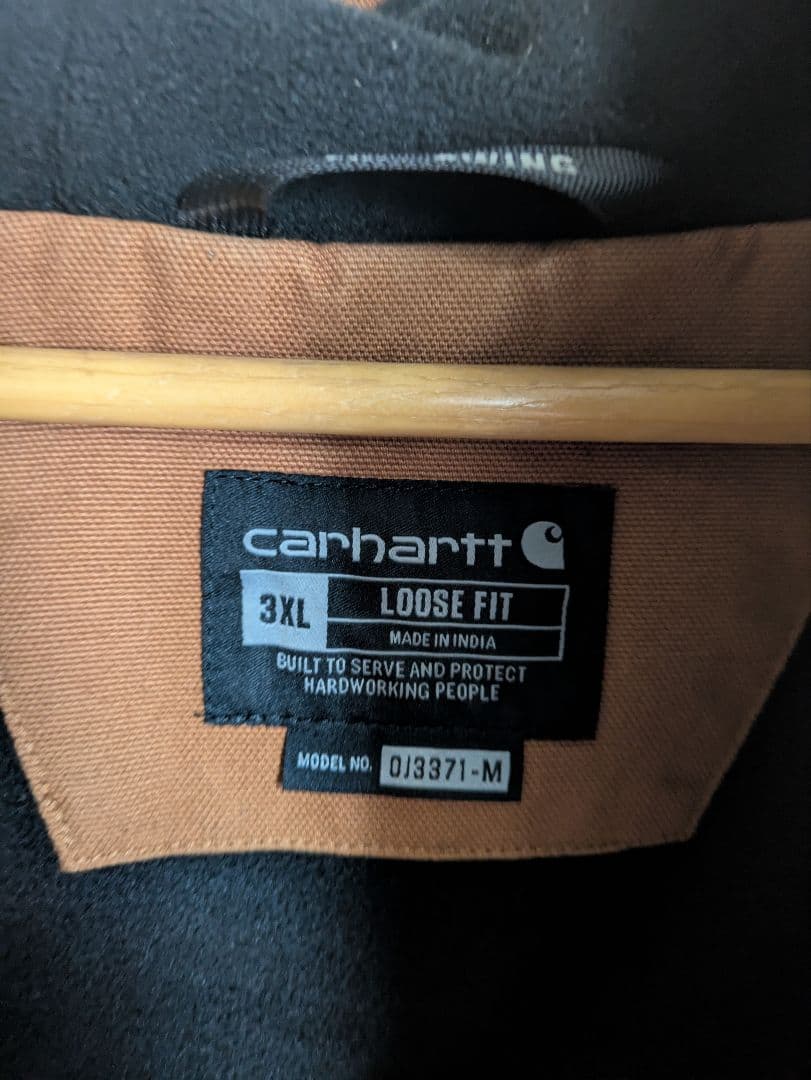 carhartt
3XL
LOOSE FIT
MADE IN INDIA
BUILT TO SERVE AND PROTECT
HARDWORKING PEOPLE
MODEL NO. OJ3371-M